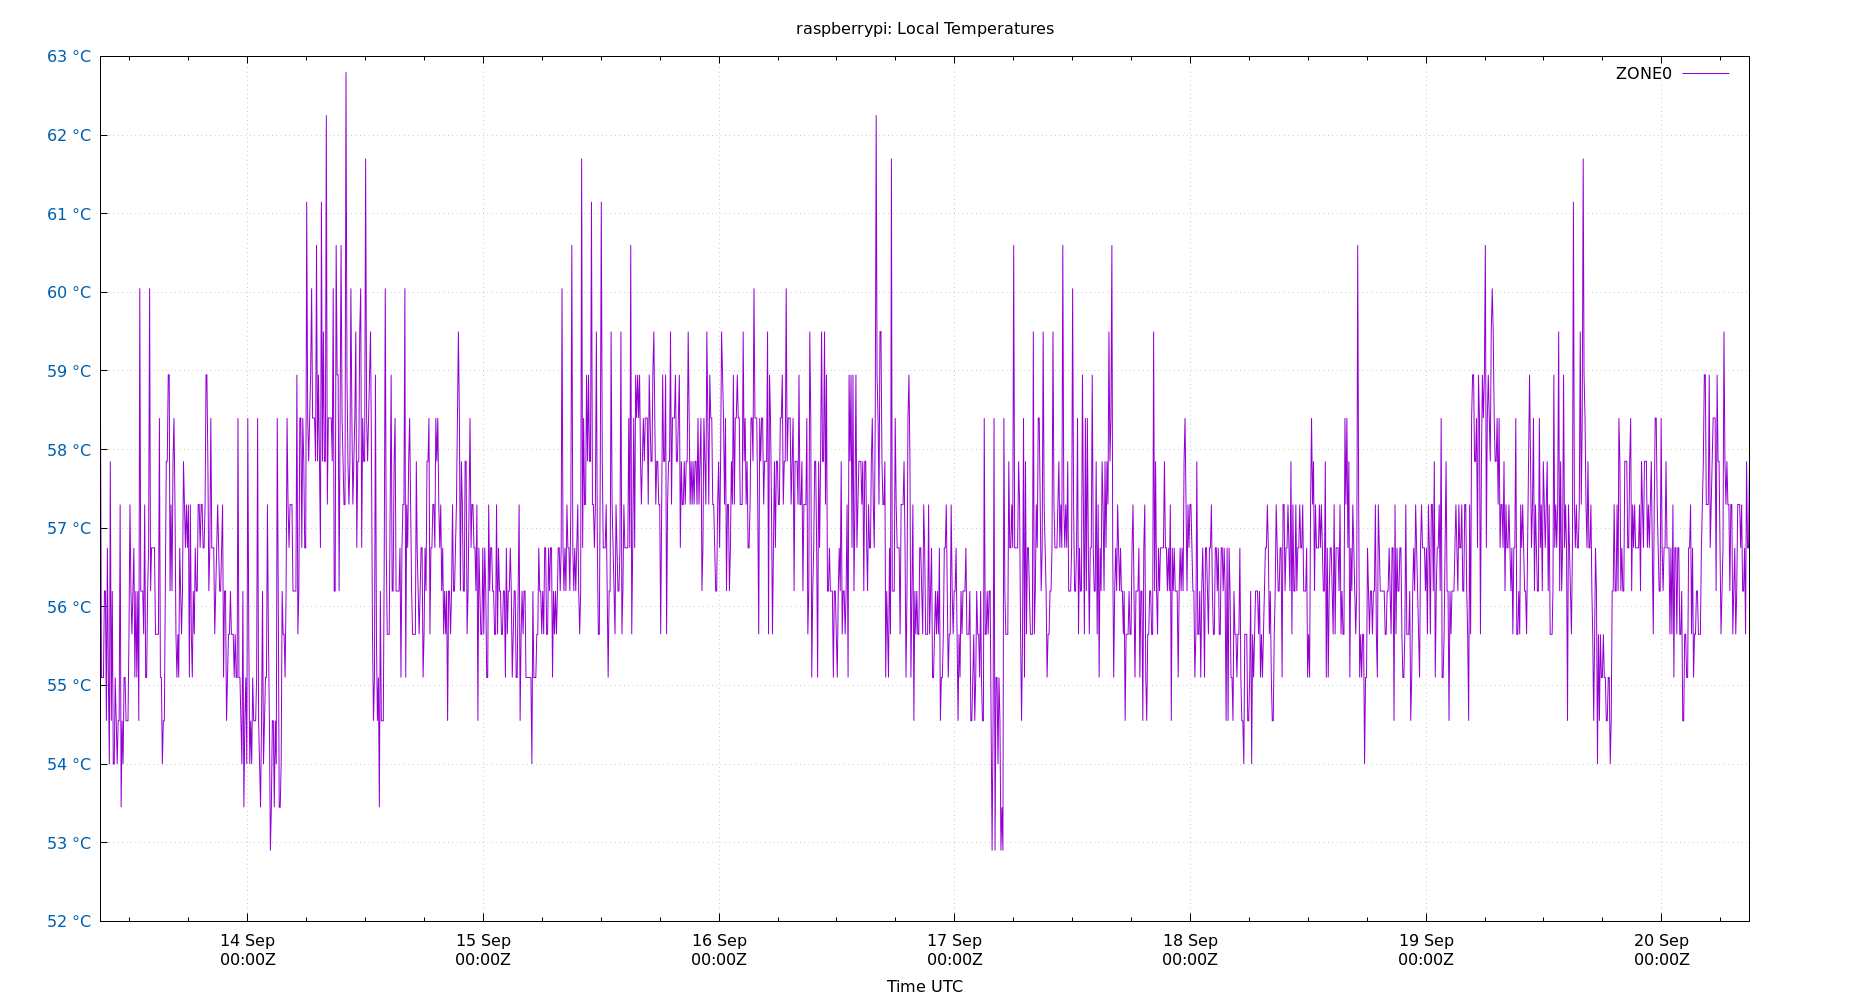 raspberrypi: Local Temperatures
63 °C
ZONE0
62 °C
61 °C
60 °C
59 °C
58 °C
57 °C
56 °C
55 °C
54 °C
53 °C
52 °C
14 Sep 15 Sep 16 Sep 17 Sep 18 Sep 19 Sep 20 Sep
00:00Z 00:00Z 00:00Z 00:00Z 00:00Z 00:00Z 00:00Z
Time UTC